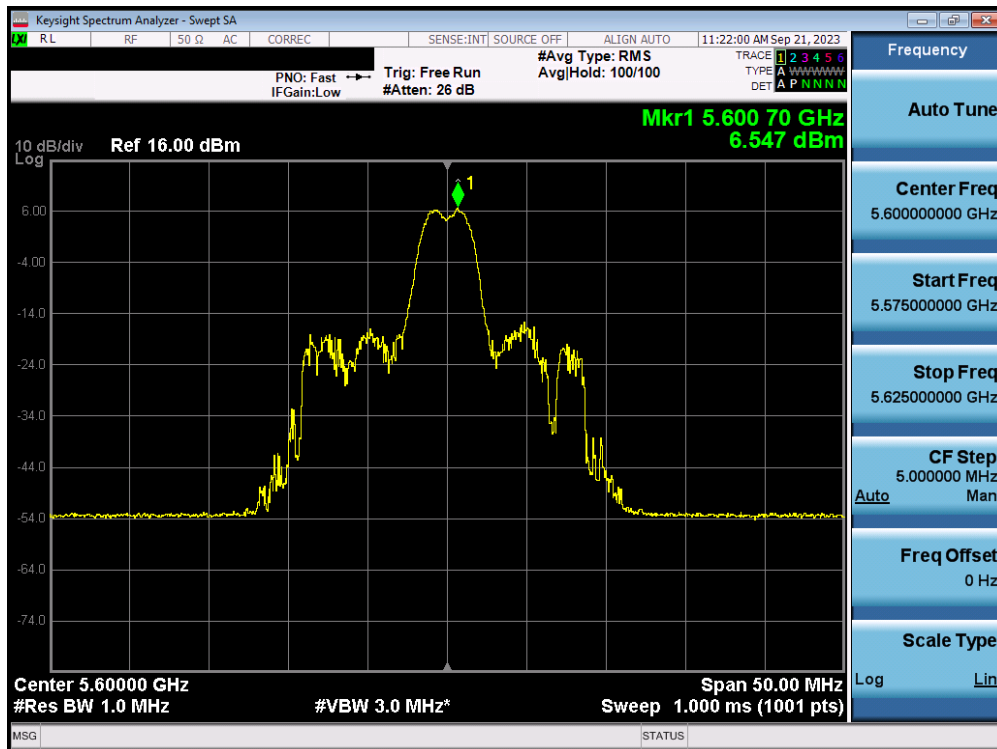 Keysight Spectrum Analyzer - Swept SA
LXI RL RF 50 Ω AC CORREC SENSE:INT SOURCE OFF ALIGN AUTO 11:22:00 AM Sep 21, 2023
PNO: Fast
IFGain:Low
Trig: Free Run
#Atten: 26 dB
#Avg Type: RMS
Avg|Hold: 100/100
TRACE 1 2 3 4 5 6
TYPE A WWWWW
DET A P N N N N
Mkr1 5.600 70 GHz
6.547 dBm
10 dB/div Ref 16.00 dBm
Log
1
6.00
-4.00
-14.0
-24.0
-34.0
-44.0
-54.0
-64.0
-74.0
Center 5.60000 GHz Span 50.00 MHz
#Res BW 1.0 MHz #VBW 3.0 MHz* Sweep 1.000 ms (1001 pts)
MSG STATUS
Frequency
Auto Tune
Center Freq
5.600000000 GHz
Start Freq
5.575000000 GHz
Stop Freq
5.625000000 GHz
CF Step
5.000000 MHz
Auto Man
Freq Offset
0 Hz
Scale Type
Log Lin